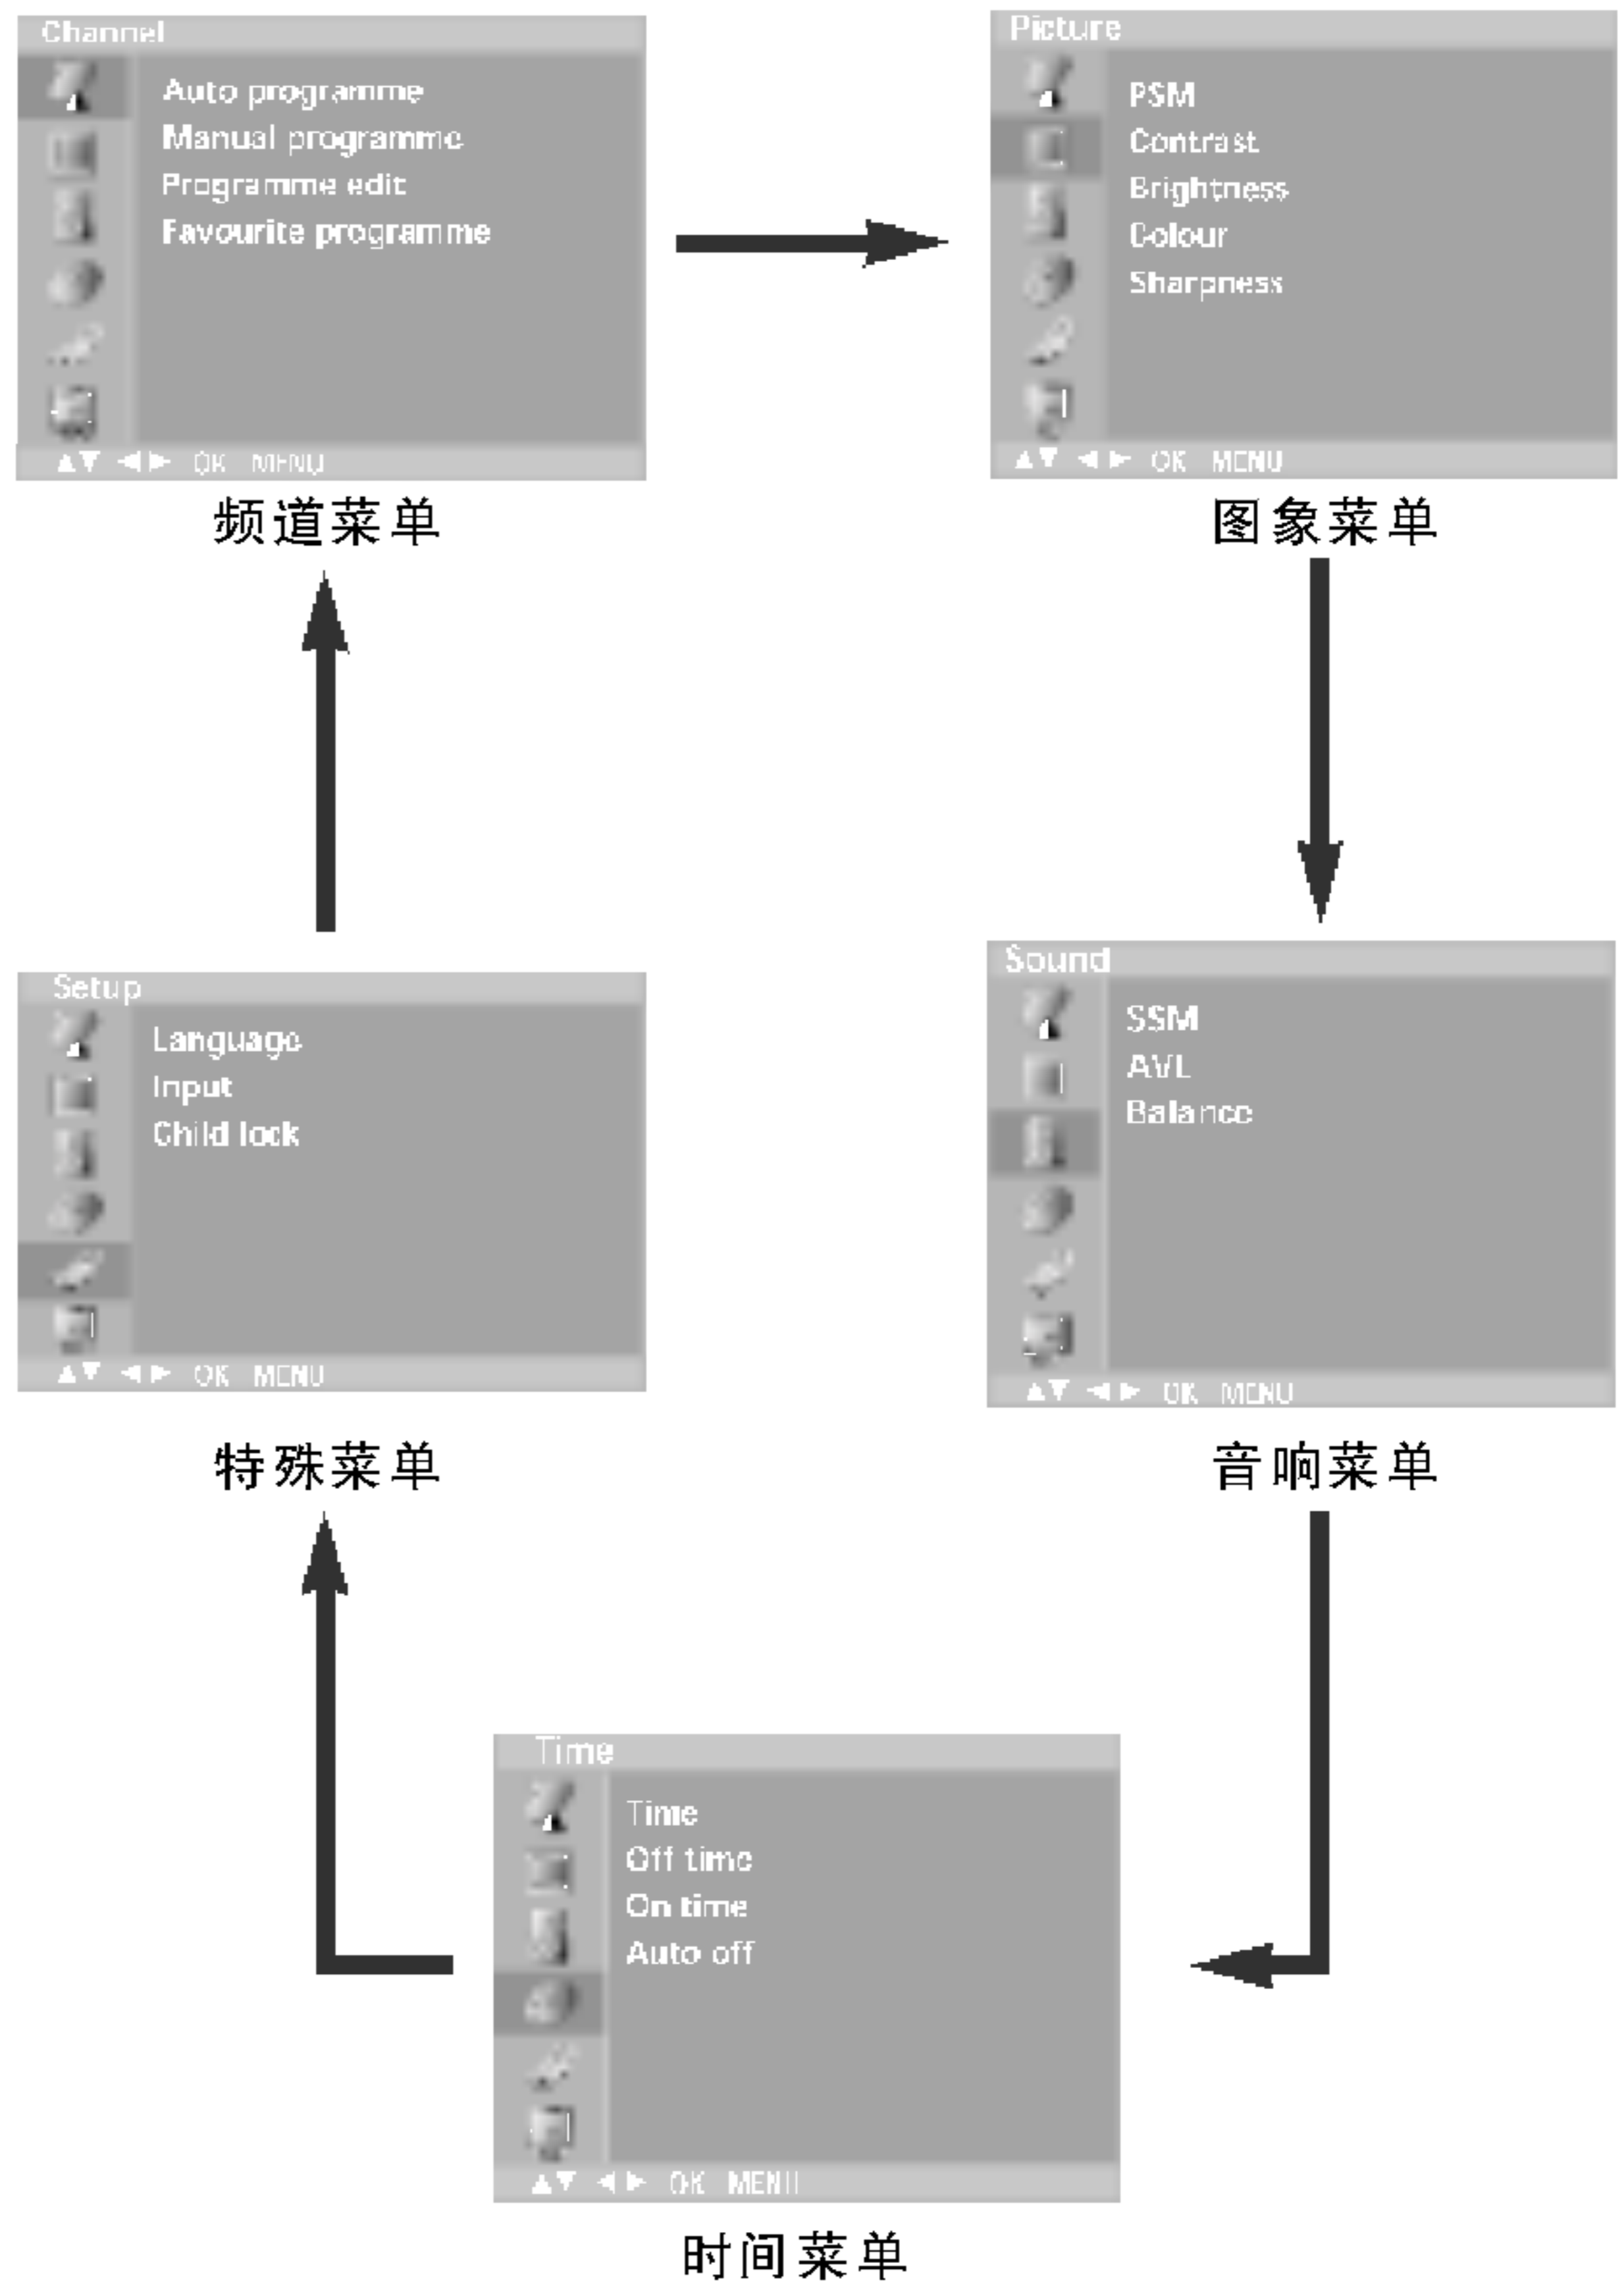 Channel
Auto programme
Manual programme
Programme edit
Favourite programme
▲▼ ◀▶ OK MENU
频道菜单
Picture
PSM
Contrast
Brightness
Colour
Sharpness
▲▼ ◀▶ OK MENU
图象菜单
Sound
SSM
AVL
Balance
▲▼ ◀▶ OK MENU
音响菜单
Time
Time
Off time
On time
Auto off
▲▼ ◀▶ OK MENU
时间菜单
Setup
Language
Input
Child lock
▲▼ ◀▶ OK MENU
特殊菜单